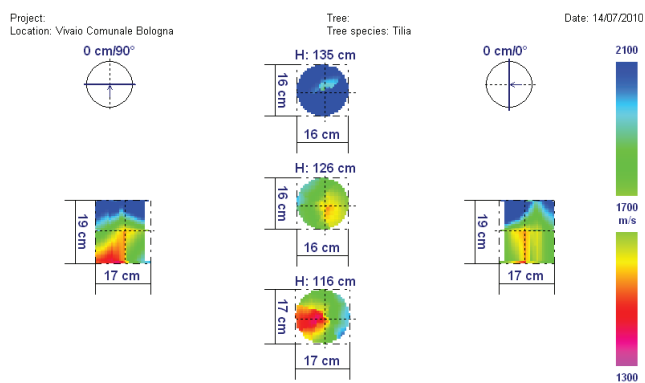 Project:
Tree:
Date: 14/07/2010
Location: Vivaio Comunale Bologna
Tree species: Tilia
0 cm/90°
H: 135 cm
0 cm/0°
2100
16 cm
16 cm
H: 126 cm
16 cm
16 cm
19 cm
17 cm
19 cm
17 cm
1700
m/s
H: 116 cm
17 cm
17 cm
1300